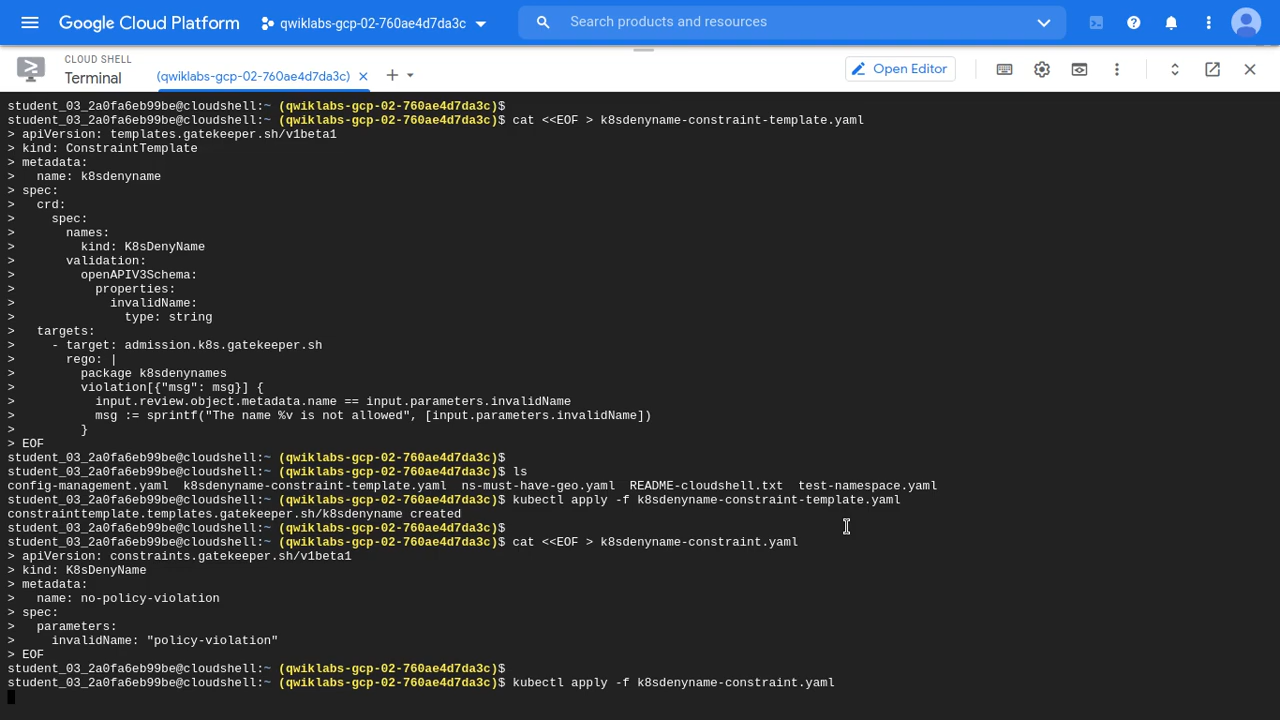 Google Cloud Platform
qwiklabs-gcp-02-760ae4d7da3c
Search products and resources
CLOUD SHELL
Terminal
(qwiklabs-gcp-02-760ae4d7da3c)
Open Editor
student_03_2a0fa6eb99be@cloudshell:~ (qwiklabs-gcp-02-760ae4d7da3c)$
student_03_2a0fa6eb99be@cloudshell:~ (qwiklabs-gcp-02-760ae4d7da3c)$ cat <<EOF > k8sdenyname-constraint-template.yaml
> apiVersion: templates.gatekeeper.sh/v1beta1
> kind: ConstraintTemplate
> metadata:
>   name: k8sdenyname
> spec:
>   crd:
>     spec:
>       names:
>         kind: K8sDenyName
>       validation:
>         openAPIV3Schema:
>           properties:
>             invalidName:
>               type: string
>   targets:
>     - target: admission.k8s.gatekeeper.sh
>       rego: |
>         package k8sdenynames
>         violation[{"msg": msg}] {
>           input.review.object.metadata.name == input.parameters.invalidName
>           msg := sprintf("The name %v is not allowed", [input.parameters.invalidName])
>         }
> EOF
student_03_2a0fa6eb99be@cloudshell:~ (qwiklabs-gcp-02-760ae4d7da3c)$
student_03_2a0fa6eb99be@cloudshell:~ (qwiklabs-gcp-02-760ae4d7da3c)$ ls
config-management.yaml  k8sdenyname-constraint-template.yaml  ns-must-have-geo.yaml  README-cloudshell.txt  test-namespace.yaml
student_03_2a0fa6eb99be@cloudshell:~ (qwiklabs-gcp-02-760ae4d7da3c)$ kubectl apply -f k8sdenyname-constraint-template.yaml
constrainttemplate.templates.gatekeeper.sh/k8sdenyname created
student_03_2a0fa6eb99be@cloudshell:~ (qwiklabs-gcp-02-760ae4d7da3c)$
student_03_2a0fa6eb99be@cloudshell:~ (qwiklabs-gcp-02-760ae4d7da3c)$ cat <<EOF > k8sdenyname-constraint.yaml
> apiVersion: constraints.gatekeeper.sh/v1beta1
> kind: K8sDenyName
> metadata:
>   name: no-policy-violation
> spec:
>   parameters:
>     invalidName: "policy-violation"
> EOF
student_03_2a0fa6eb99be@cloudshell:~ (qwiklabs-gcp-02-760ae4d7da3c)$
student_03_2a0fa6eb99be@cloudshell:~ (qwiklabs-gcp-02-760ae4d7da3c)$ kubectl apply -f k8sdenyname-constraint.yaml